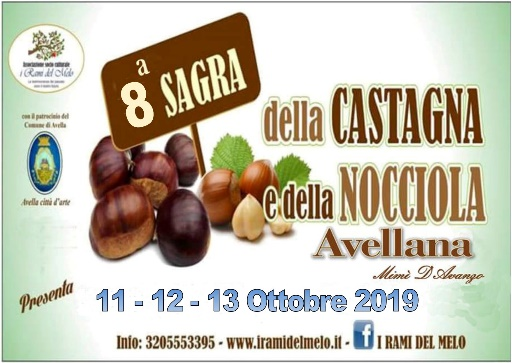 Associazione socio-culturale
i Rami del Melo
con il patrocinio del
Comune di Avella
Avella città d'arte
Presenta
8ª SAGRA
della CASTAGNA
e della NOCCIOLA
Avellana
Mimì D'Avanzo
11 - 12 - 13 Ottobre 2019
Info: 3205553395 - www.iramidelmelo.it - f I RAMI DEL MELO